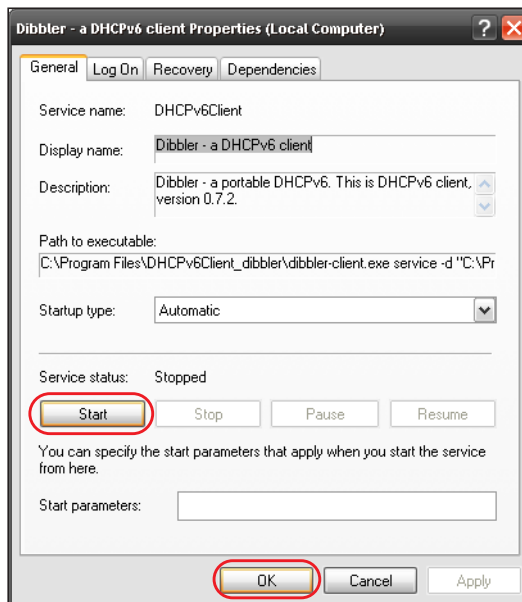 Dibbler - a DHCPv6 client Properties (Local Computer)
General Log On Recovery Dependencies
Service name: DHCPv6Client
Display name: Dibbler - a DHCPv6 client
Description: Dibbler - a portable DHCPv6. This is DHCPv6 client,
version 0.7.2.
Path to executable:
C:\Program Files\DHCPv6Client_dibbler\dibbler-client.exe service -d "C:\Pr
Startup type: Automatic
Service status: Stopped
Start Stop Pause Resume
You can specify the start parameters that apply when you start the service
from here.
Start parameters:
OK Cancel Apply